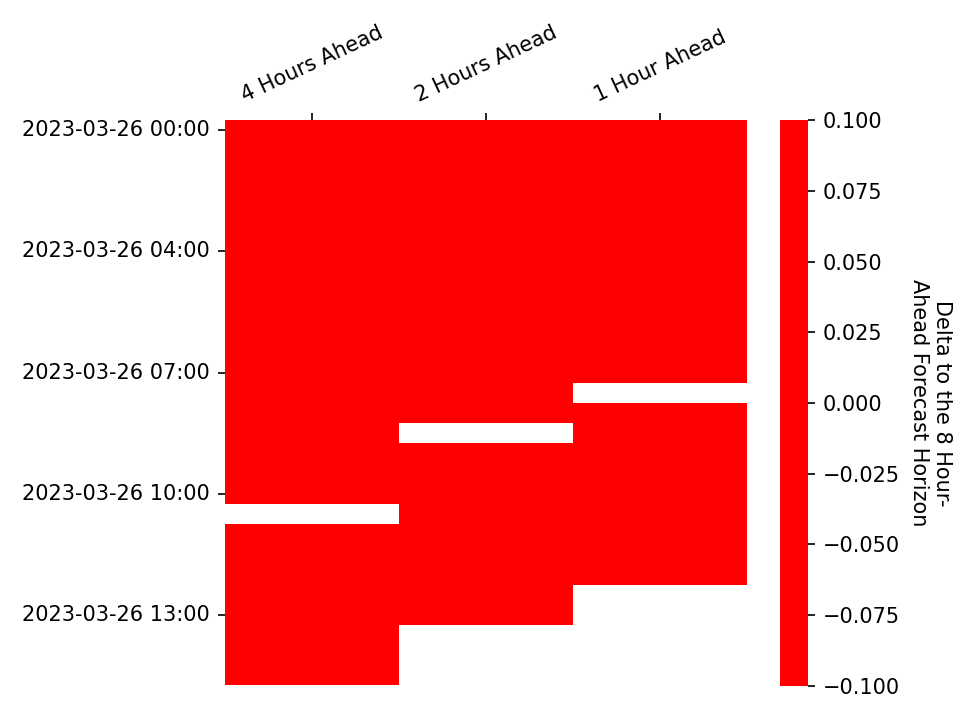 4 Hours Ahead
2 Hours Ahead
1 Hour Ahead
2023-03-26 00:00
2023-03-26 04:00
2023-03-26 07:00
2023-03-26 10:00
2023-03-26 13:00
0.100
0.075
0.050
0.025
0.000
−0.025
−0.050
−0.075
−0.100
Delta to the 8 Hour-
Ahead Forecast Horizon